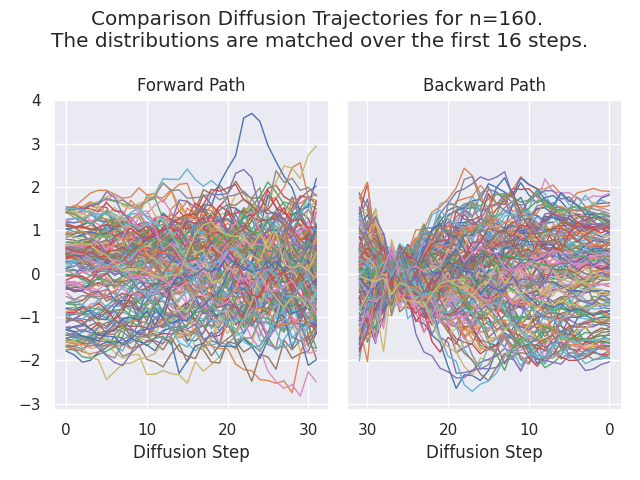 Comparison Diffusion Trajectories for n=160.
The distributions are matched over the first 16 steps.
Forward Path
Backward Path
4
3
2
1
0
−1
−2
−3
0 10 20 30
30 20 10 0
Diffusion Step
Diffusion Step